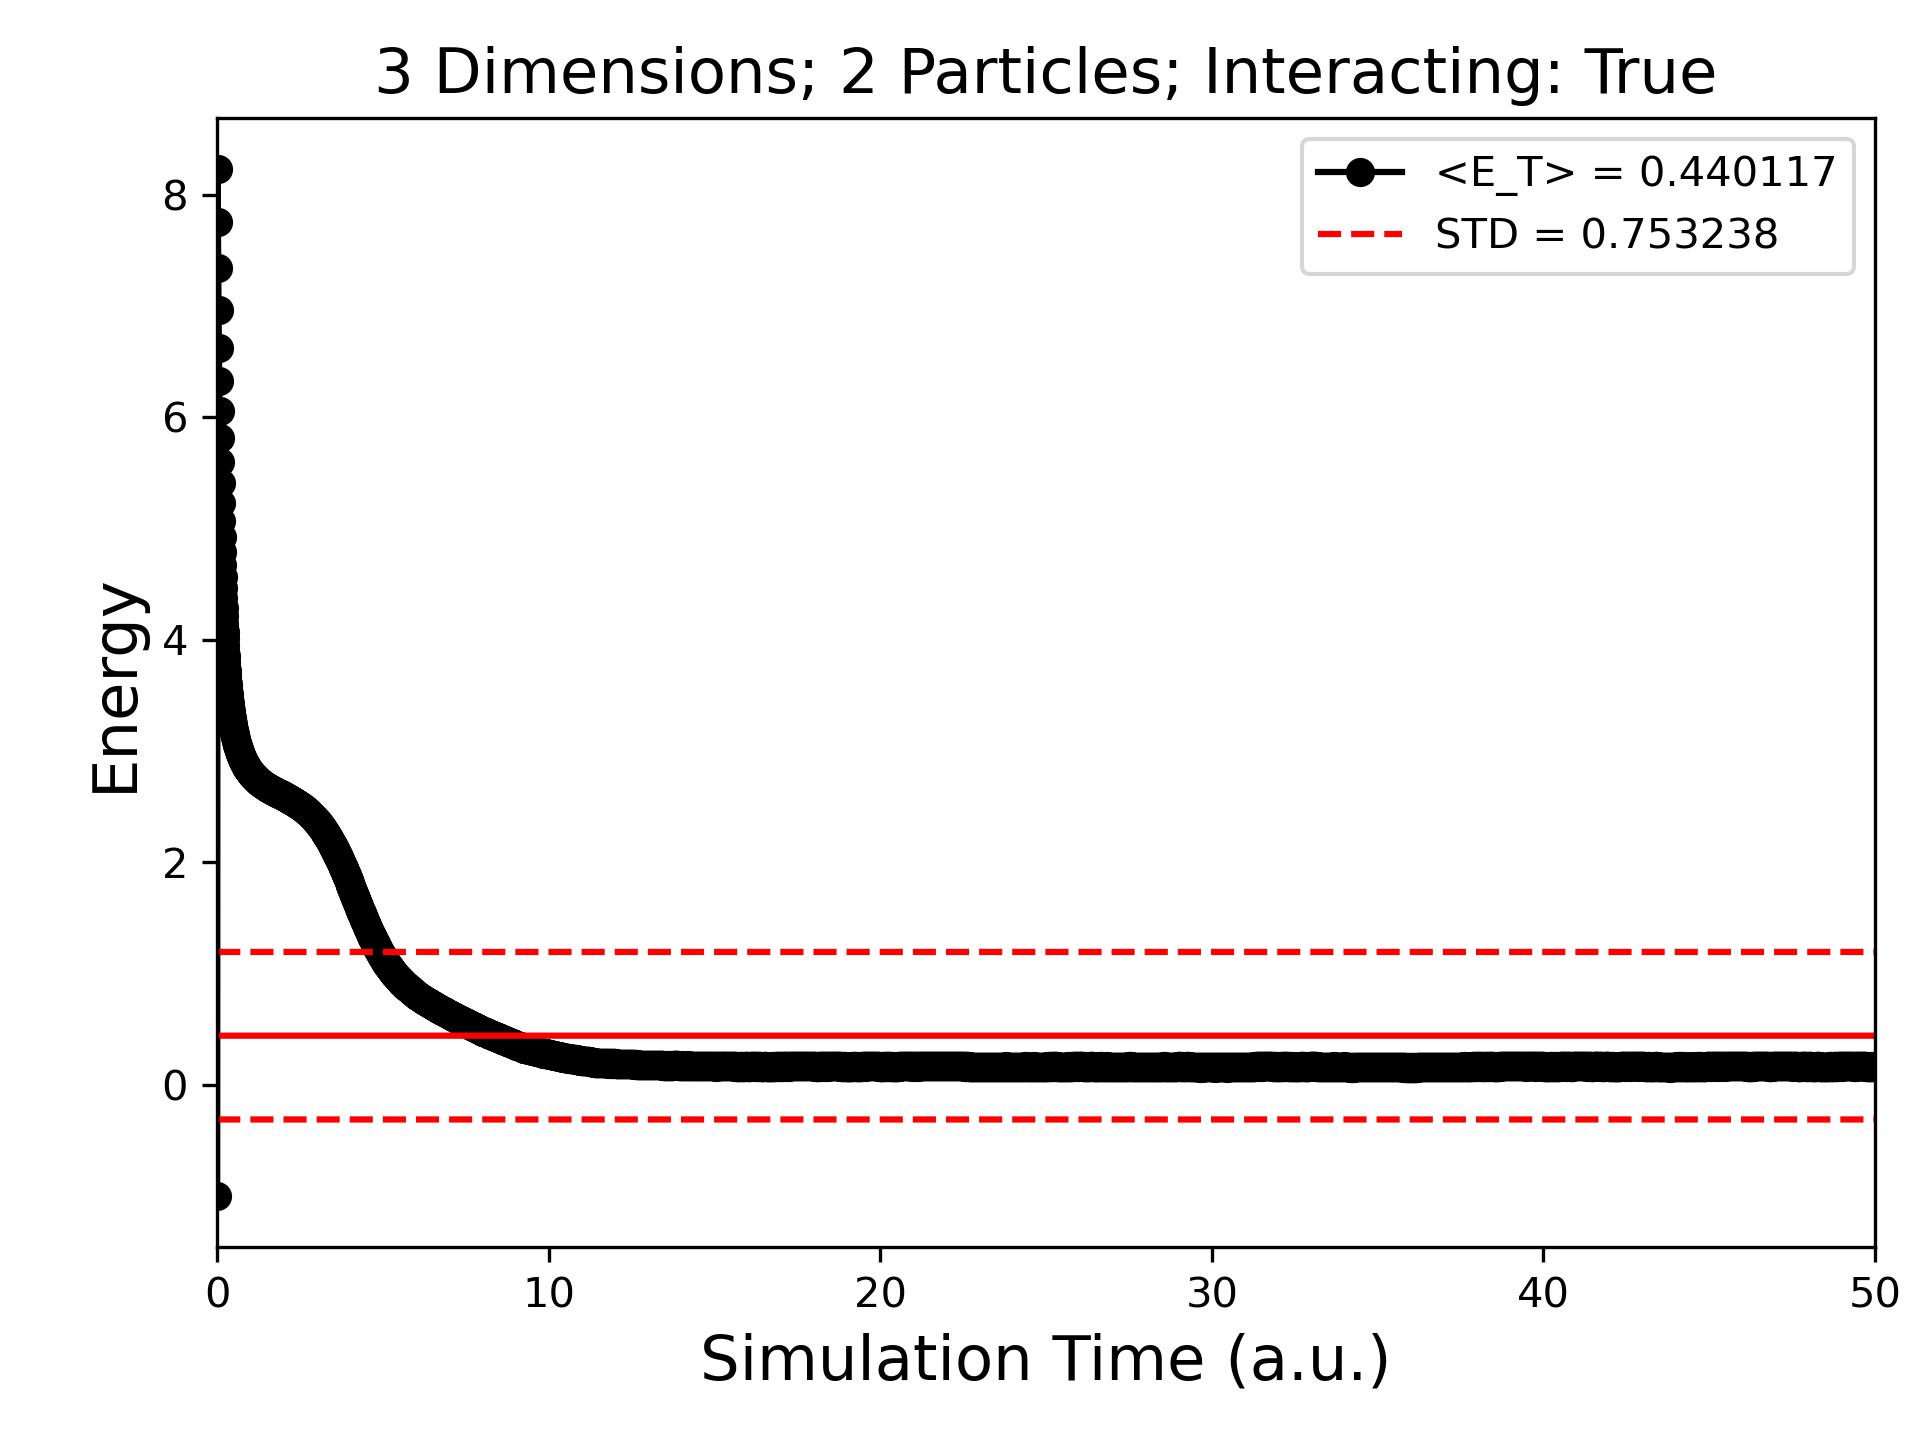 3 Dimensions; 2 Particles; Interacting: True
<E_T> = 0.440117
STD = 0.753238
Energy
8
6
4
2
0
0 10 20 30 40 50
Simulation Time (a.u.)